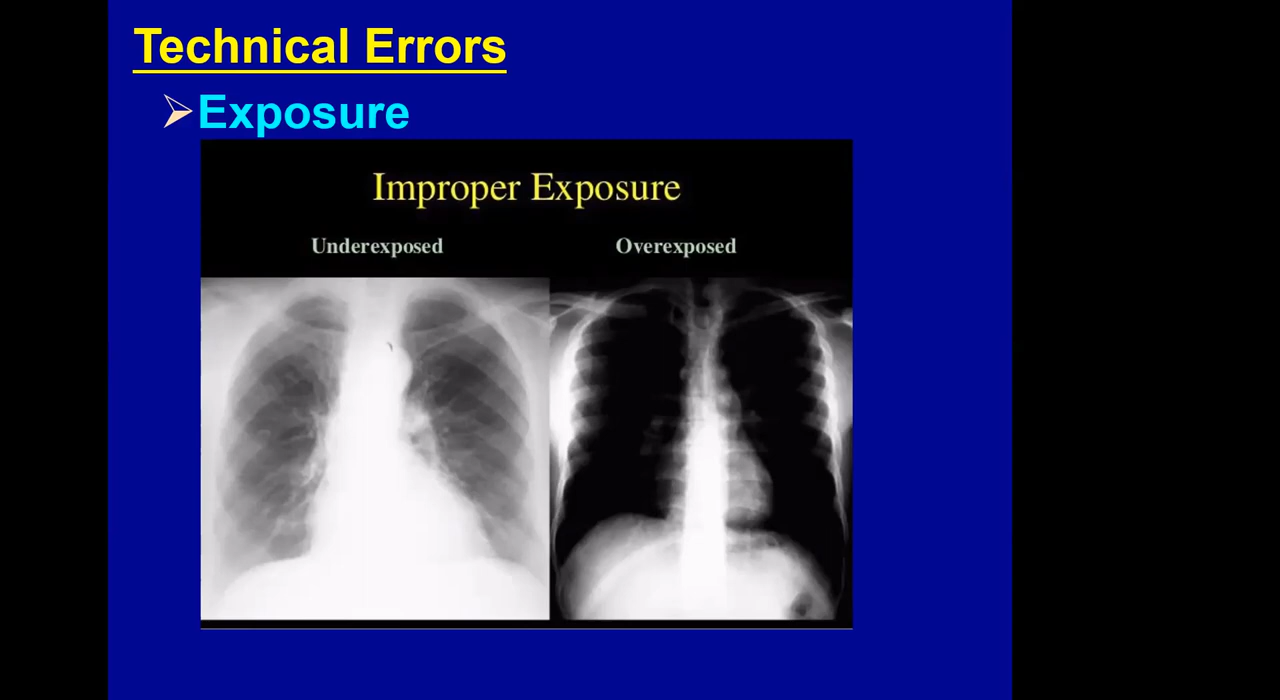 Technical Errors
Exposure
Improper Exposure
Underexposed
Overexposed